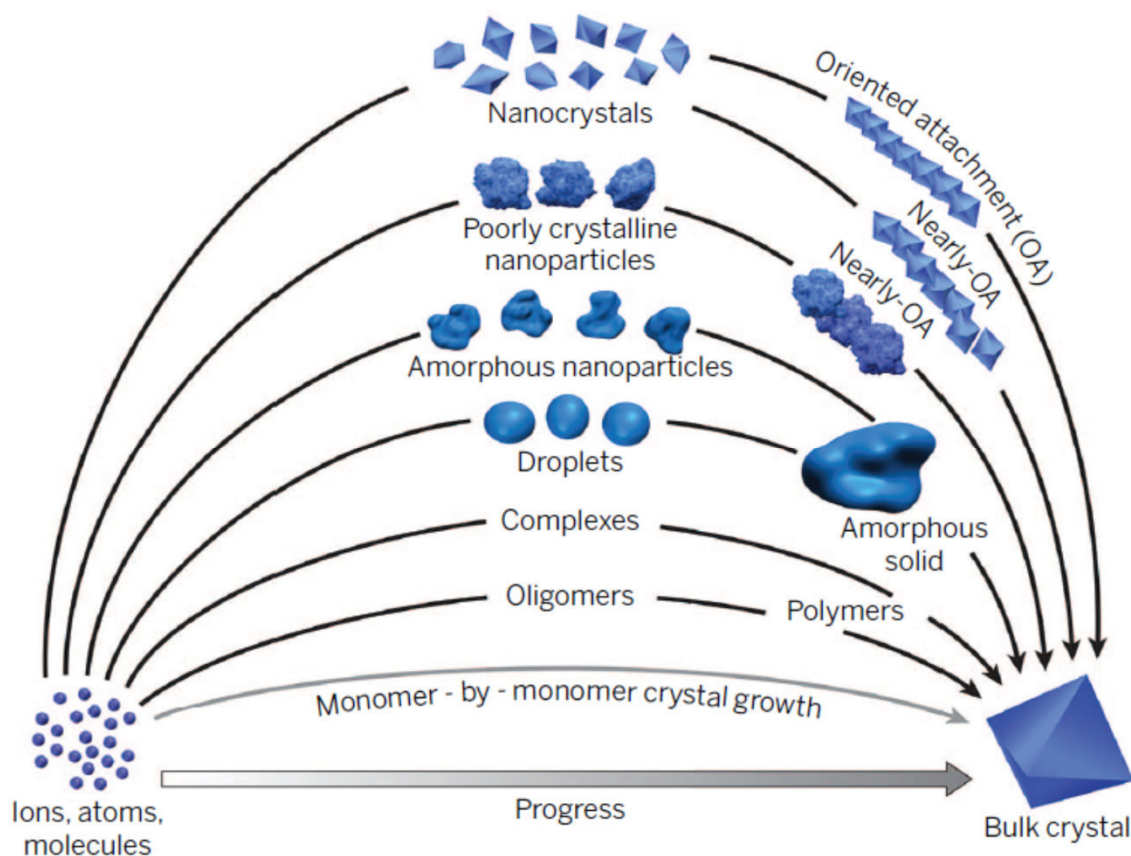 Nanocrystals
Oriented attachment (OA)
Poorly crystalline
nanoparticles
Nearly-OA
Nearly-OA
Amorphous nanoparticles
Droplets
Amorphous
solid
Complexes
Oligomers
Polymers
Monomer - by - monomer crystal growth
Progress
Ions, atoms,
molecules
Bulk crystal